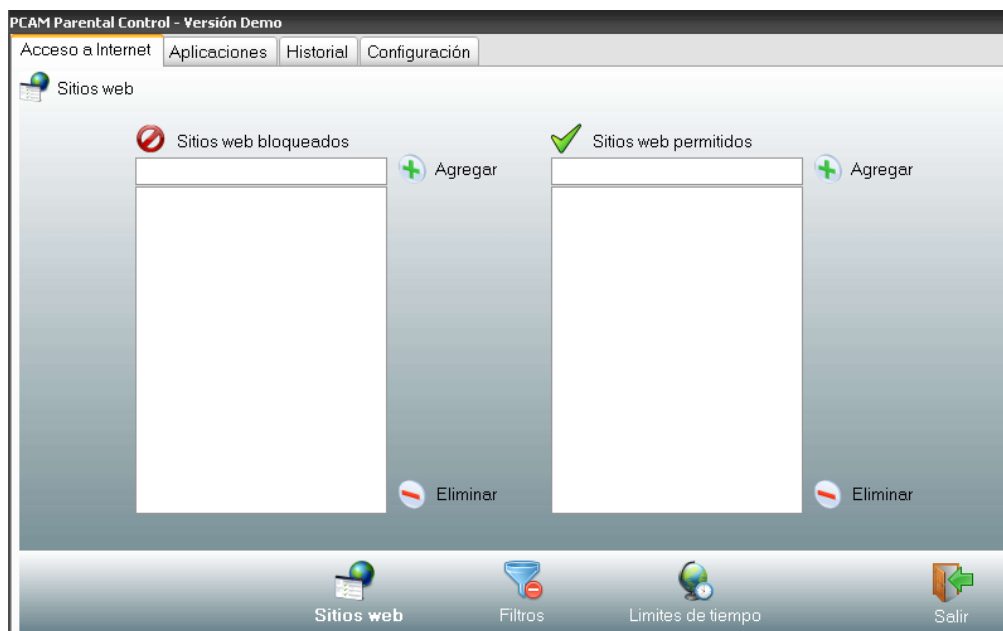 PCAM Parental Control - Versión Demo
Acceso a Internet Aplicaciones Historial Configuración
Sitios web
Sitios web bloqueados Sitios web permitidos
Agregar Agregar
Eliminar Eliminar
Sitios web Filtros Limites de tiempo Salir